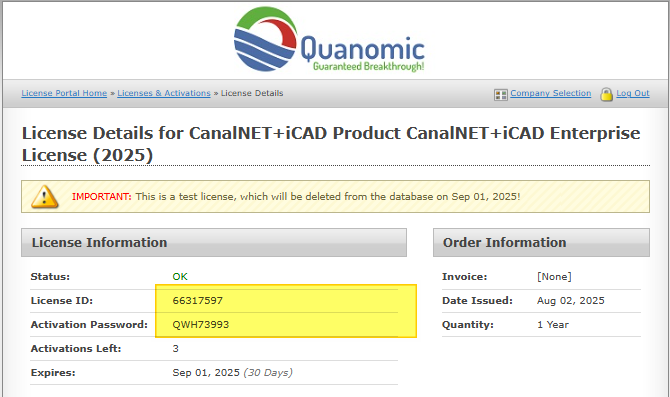 Quanomic
Guaranteed Breakthrough!
License Portal Home » Licenses & Activations » License Details
Company Selection
Log Out
License Details for CanalNET+iCAD Product CanalNET+iCAD Enterprise
License (2025)
IMPORTANT: This is a test license, which will be deleted from the database on Sep 01, 2025!
License Information
Status: OK
License ID: 66317597
Activation Password: QWH73993
Activations Left: 3
Expires: Sep 01, 2025 (30 Days)
Order Information
Invoice: [None]
Date Issued: Aug 02, 2025
Quantity: 1 Year